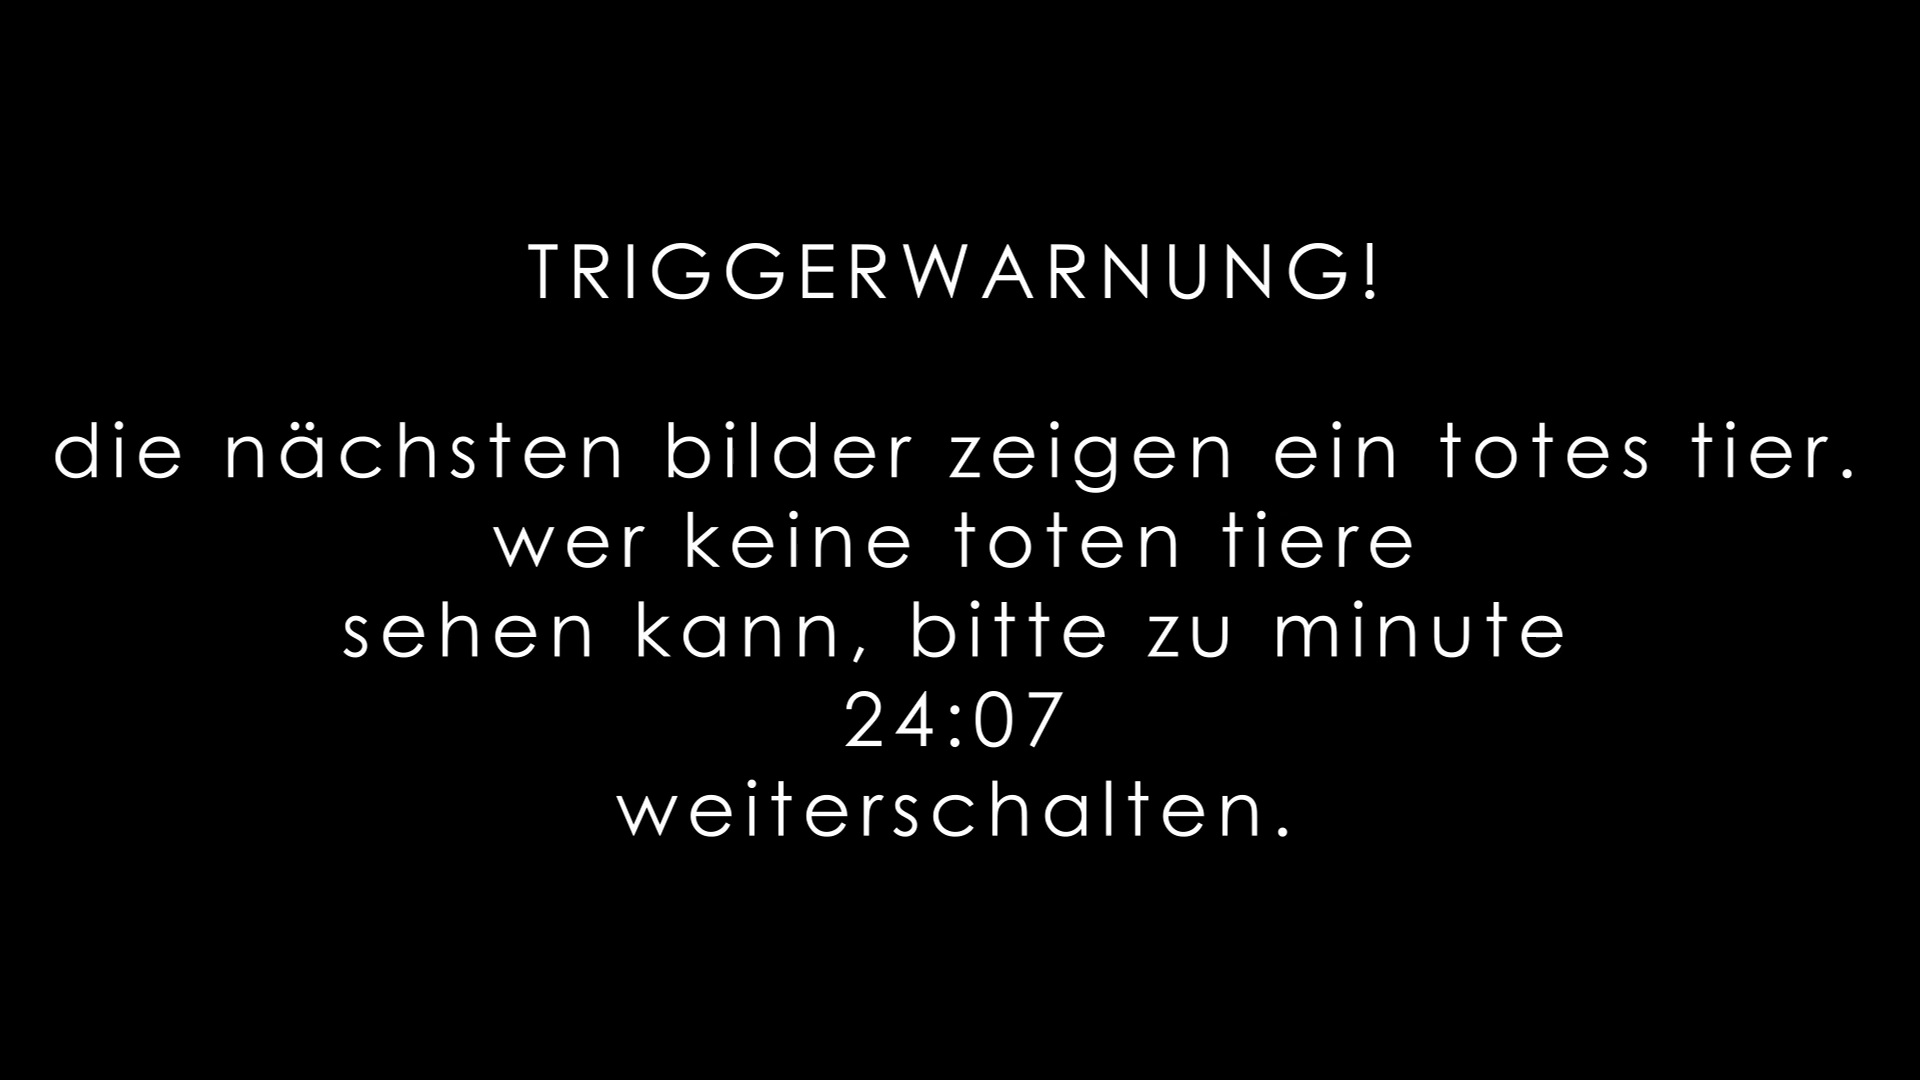 TRIGGERWARNUNG!
die nächsten bilder zeigen ein totes tier.
wer keine toten tiere
sehen kann, bitte zu minute
24:07
weiterschalten.